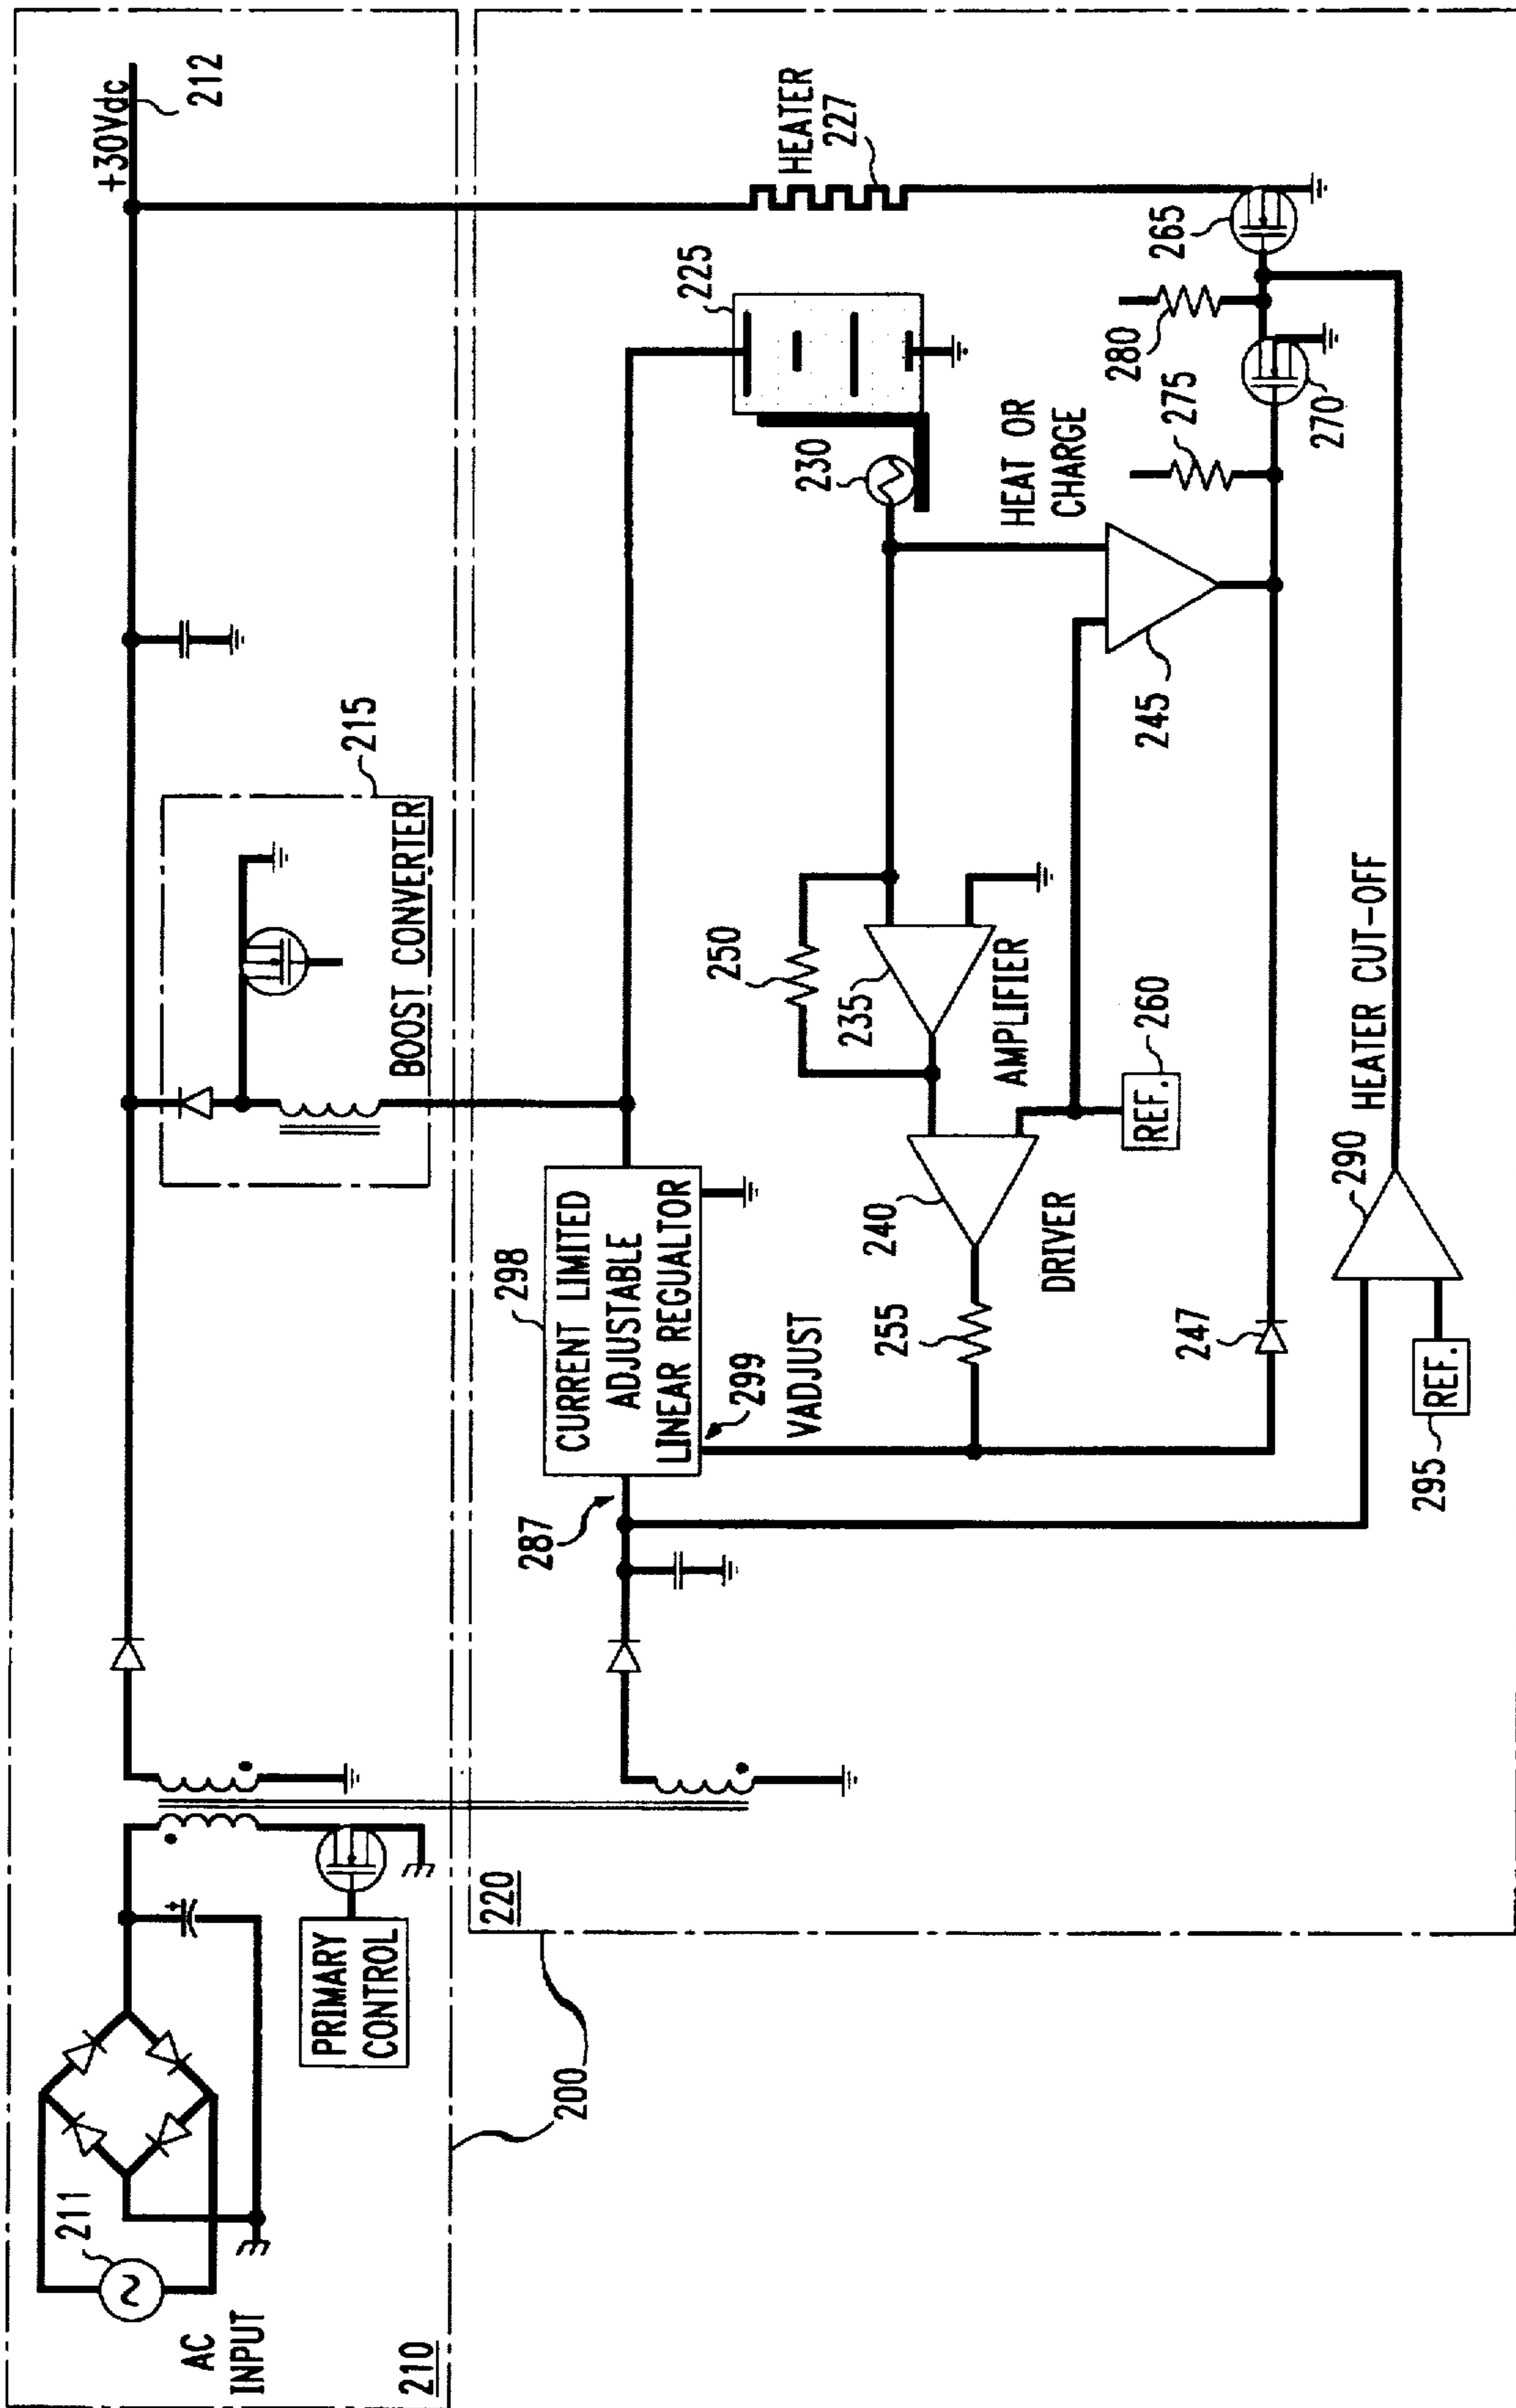 AC
INPUT
211
210
PRIMARY
CONTROL
200
220
+30Vdc
212
215
BOOST CONVERTER
287
298
CURRENT LIMITED
ADJUSTABLE
LINEAR REGUALTOR
299
VADJUST
225
HEATER
227
230
250
235
AMPLIFIER
240
DRIVER
255
REF.
260
HEAT OR
CHARGE
245
247
275
280
265
270
290
HEATER CUT-OFF
REF.
295